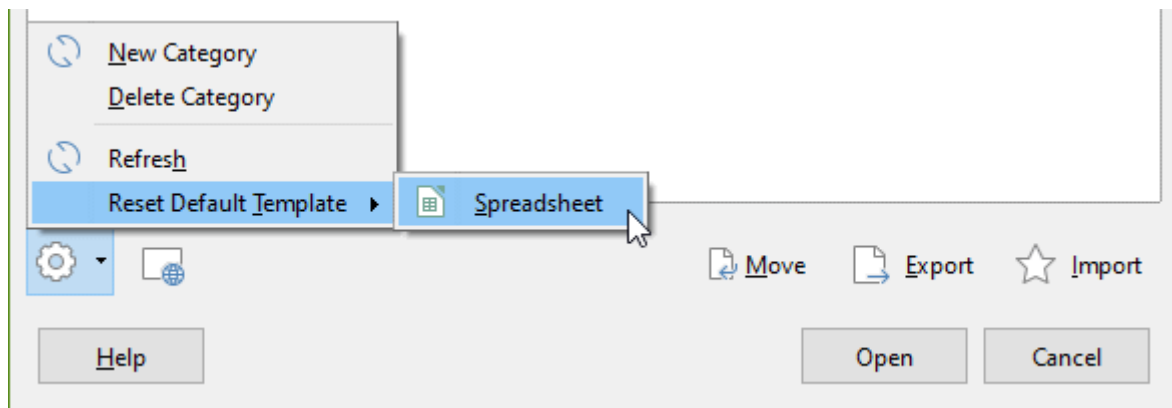 New Category
Delete Category
Refresh
Reset Default Template
Spreadsheet
Move
Export
Import
Help
Open
Cancel